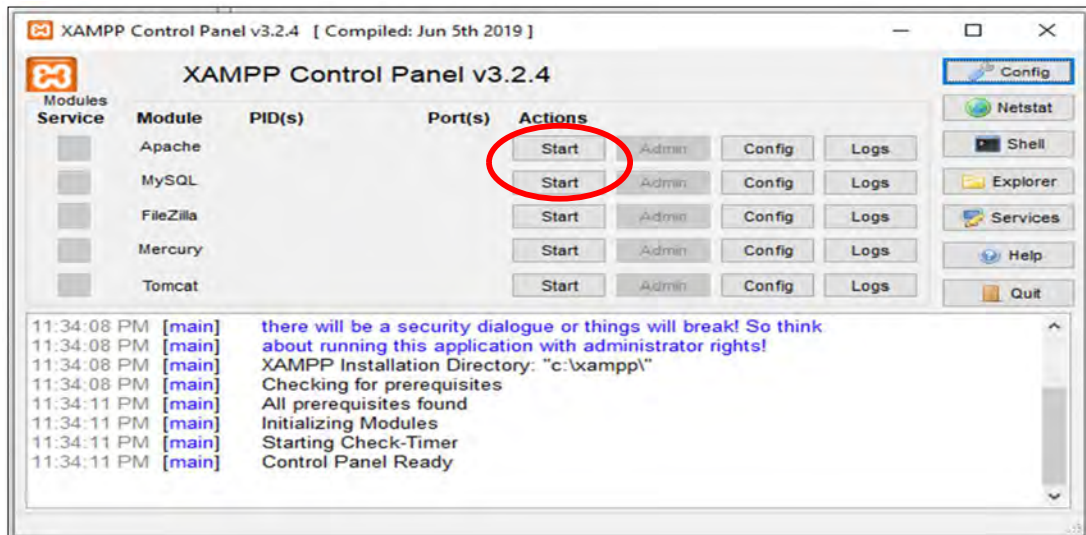 XAMPP Control Panel v3.2.4 [ Compiled: Jun 5th 2019 ]
XAMPP Control Panel v3.2.4
Config
Modules
Service Module PID(s) Port(s) Actions
Netstat
Apache Start Admin Config Logs
Shell
MySQL Start Admin Config Logs
Explorer
FileZilla Start Admin Config Logs
Services
Mercury Start Admin Config Logs
Help
Tomcat Start Admin Config Logs
Quit
11:34:08 PM [main] there will be a security dialogue or things will break! So think
11:34:08 PM [main] about running this application with administrator rights!
11:34:08 PM [main] XAMPP Installation Directory: "c:\xampp\"
11:34:08 PM [main] Checking for prerequisites
11:34:11 PM [main] All prerequisites found
11:34:11 PM [main] Initializing Modules
11:34:11 PM [main] Starting Check-Timer
11:34:11 PM [main] Control Panel Ready